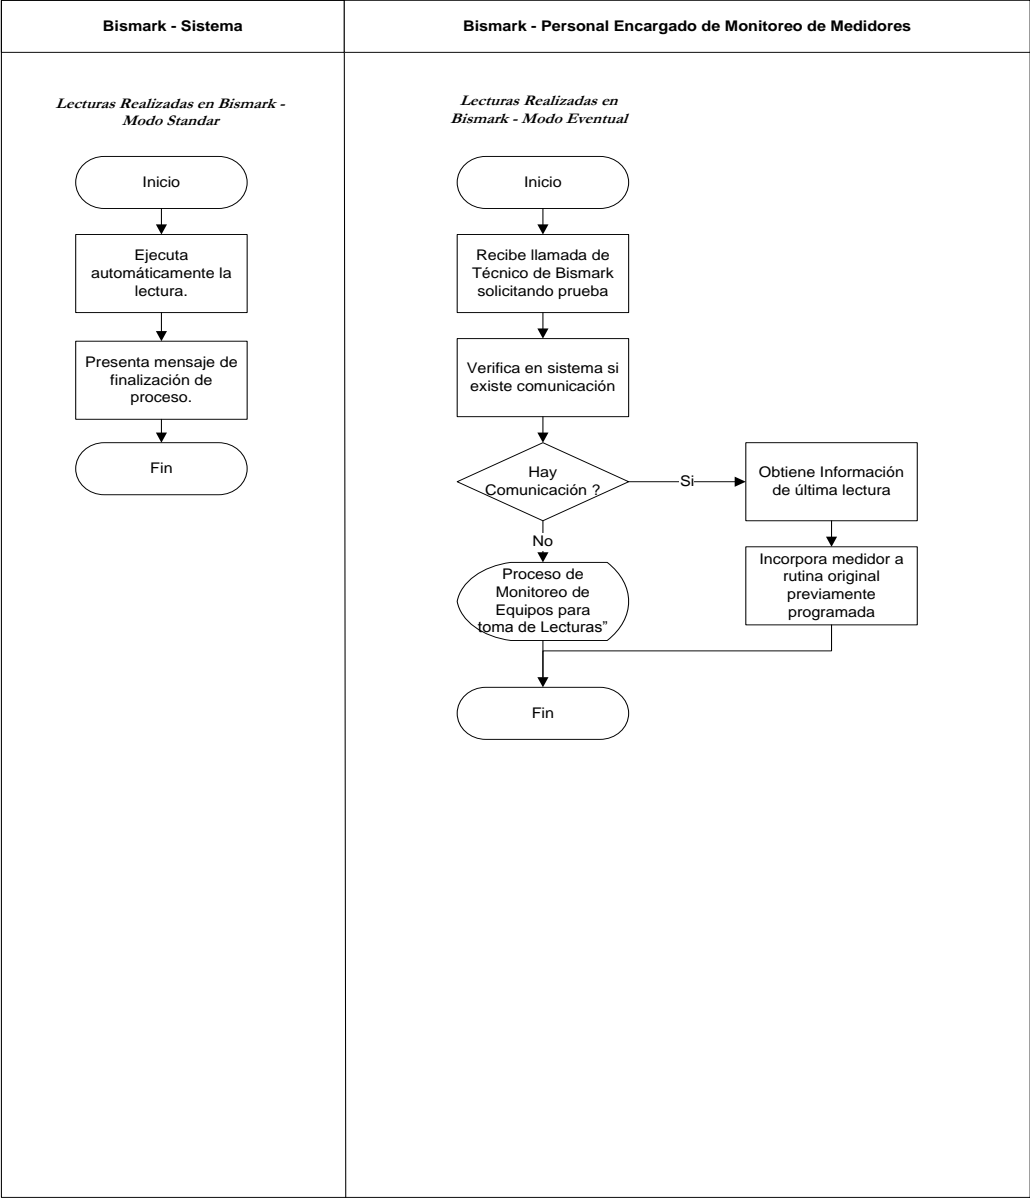 Bismark - Sistema
Bismark - Personal Encargado de Monitoreo de Medidores
Lecturas Realizadas en Bismark -
Modo Standar
Inicio
Ejecuta
automáticamente la
lectura.
Presenta mensaje de
finalización de
proceso.
Fin
Lecturas Realizadas en
Bismark - Modo Eventual
Inicio
Recibe llamada de
Técnico de Bismark
solicitando prueba
Verifica en sistema si
existe comunicación
Hay
Comunicación ?
Si
Obtiene Información
de última lectura
Incorpora medidor a
rutina original
previamente
programada
No
Proceso de
Monitoreo de
Equipos para
toma de Lecturas”
Fin